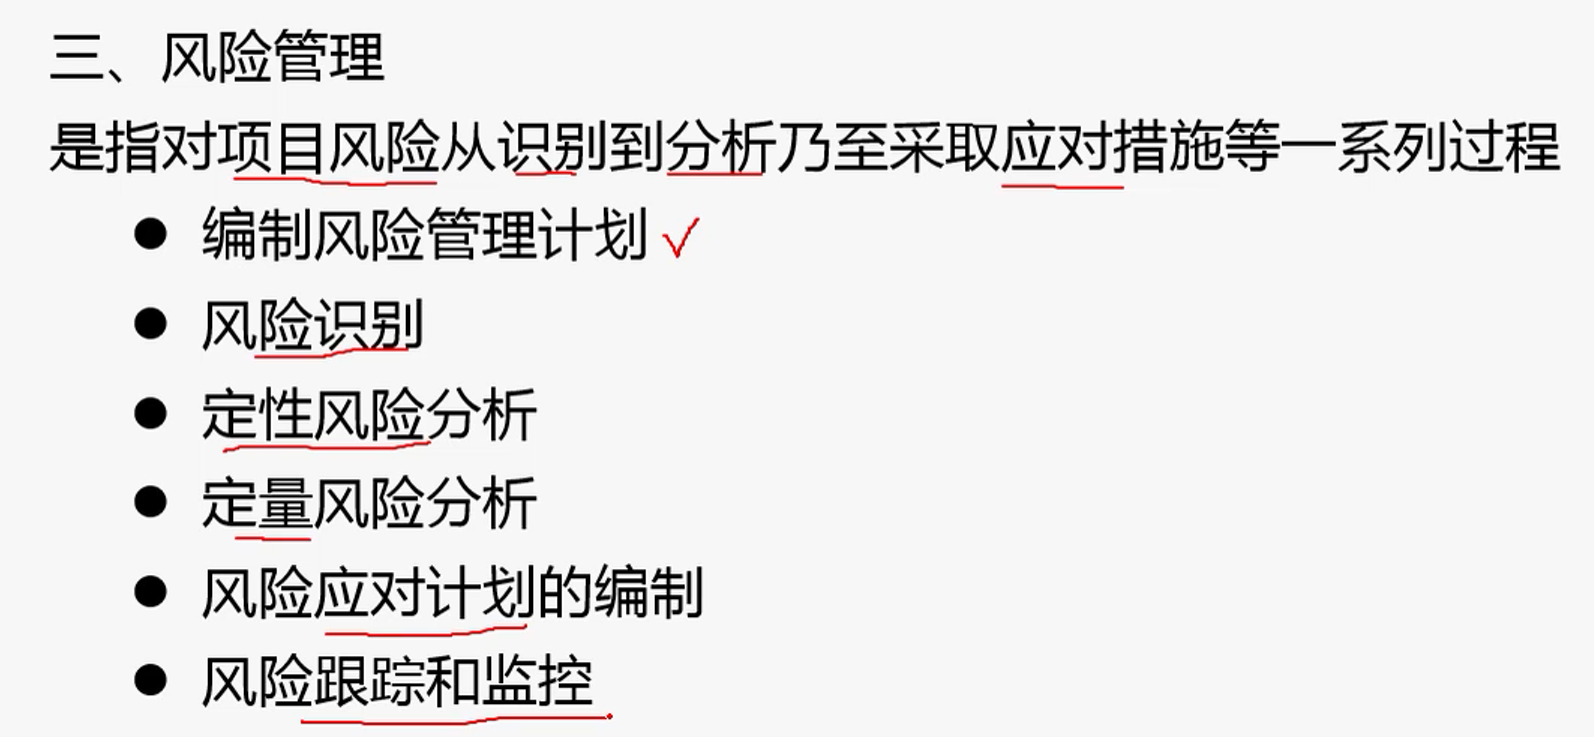 三、风险管理
是指对项目风险从识别到分析乃至采取应对措施等一系列过程
● 编制风险管理计划 ✓
● 风险识别
● 定性风险分析
● 定量风险分析
● 风险应对计划的编制
● 风险跟踪和监控